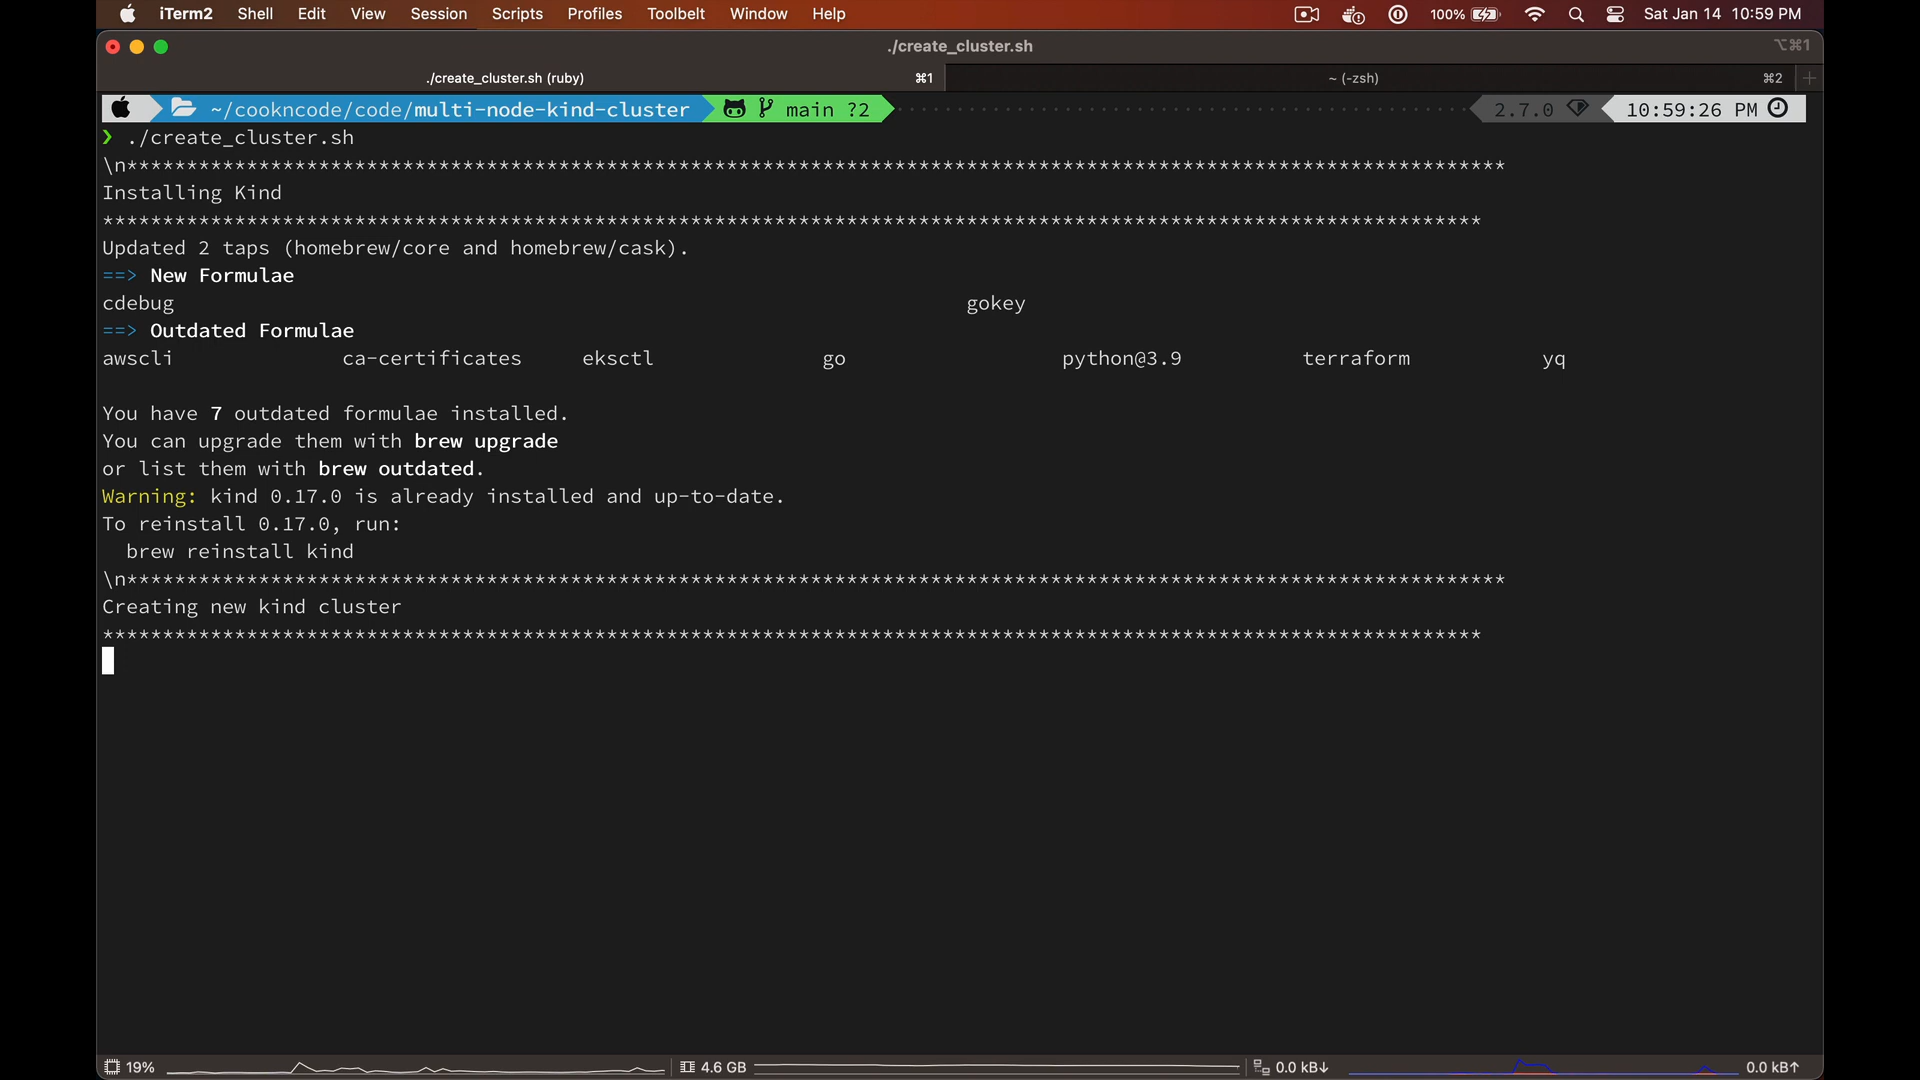 iTerm2 Shell Edit View Session Scripts Profiles Toolbelt Window Help 100% Sat Jan 14 10:59 PM
./create_cluster.sh ⌥⌘1
./create_cluster.sh (ruby) ⌘1 ~ (-zsh) ⌘2 +
~/cookncode/code/multi-node-kind-cluster main ?2 2.7.0 10:59:26 PM
❯ ./create_cluster.sh
\n*******************************************************************************************************************
Installing Kind
*******************************************************************************************************************
Updated 2 taps (homebrew/core and homebrew/cask).
==> New Formulae
cdebug gokey
==> Outdated Formulae
awscli ca-certificates eksctl go python@3.9 terraform yq
You have 7 outdated formulae installed.
You can upgrade them with brew upgrade
or list them with brew outdated.
Warning: kind 0.17.0 is already installed and up-to-date.
To reinstall 0.17.0, run:
brew reinstall kind
\n*******************************************************************************************************************
Creating new kind cluster
*******************************************************************************************************************
19% 4.6 GB 0.0 kB↓ 0.0 kB↑